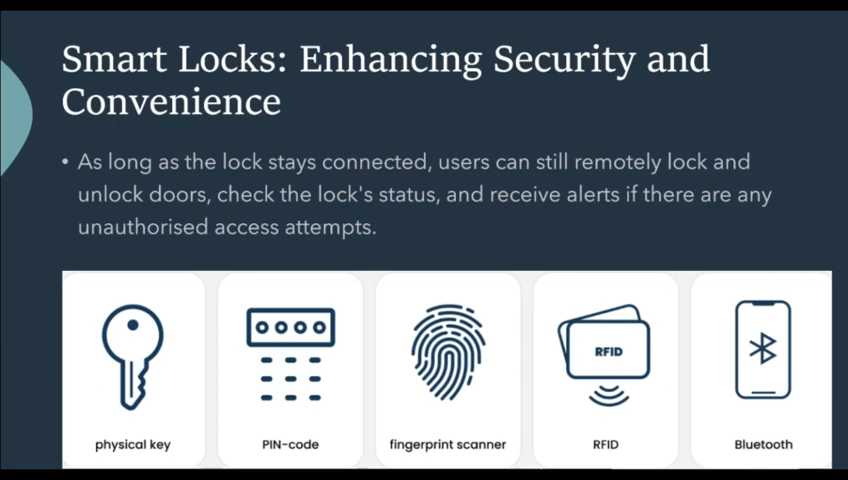 Smart Locks: Enhancing Security and
Convenience
• As long as the lock stays connected, users can still remotely lock and
unlock doors, check the lock's status, and receive alerts if there are any
unauthorised access attempts.
RFID
physical key
PIN-code
fingerprint scanner
RFID
Bluetooth